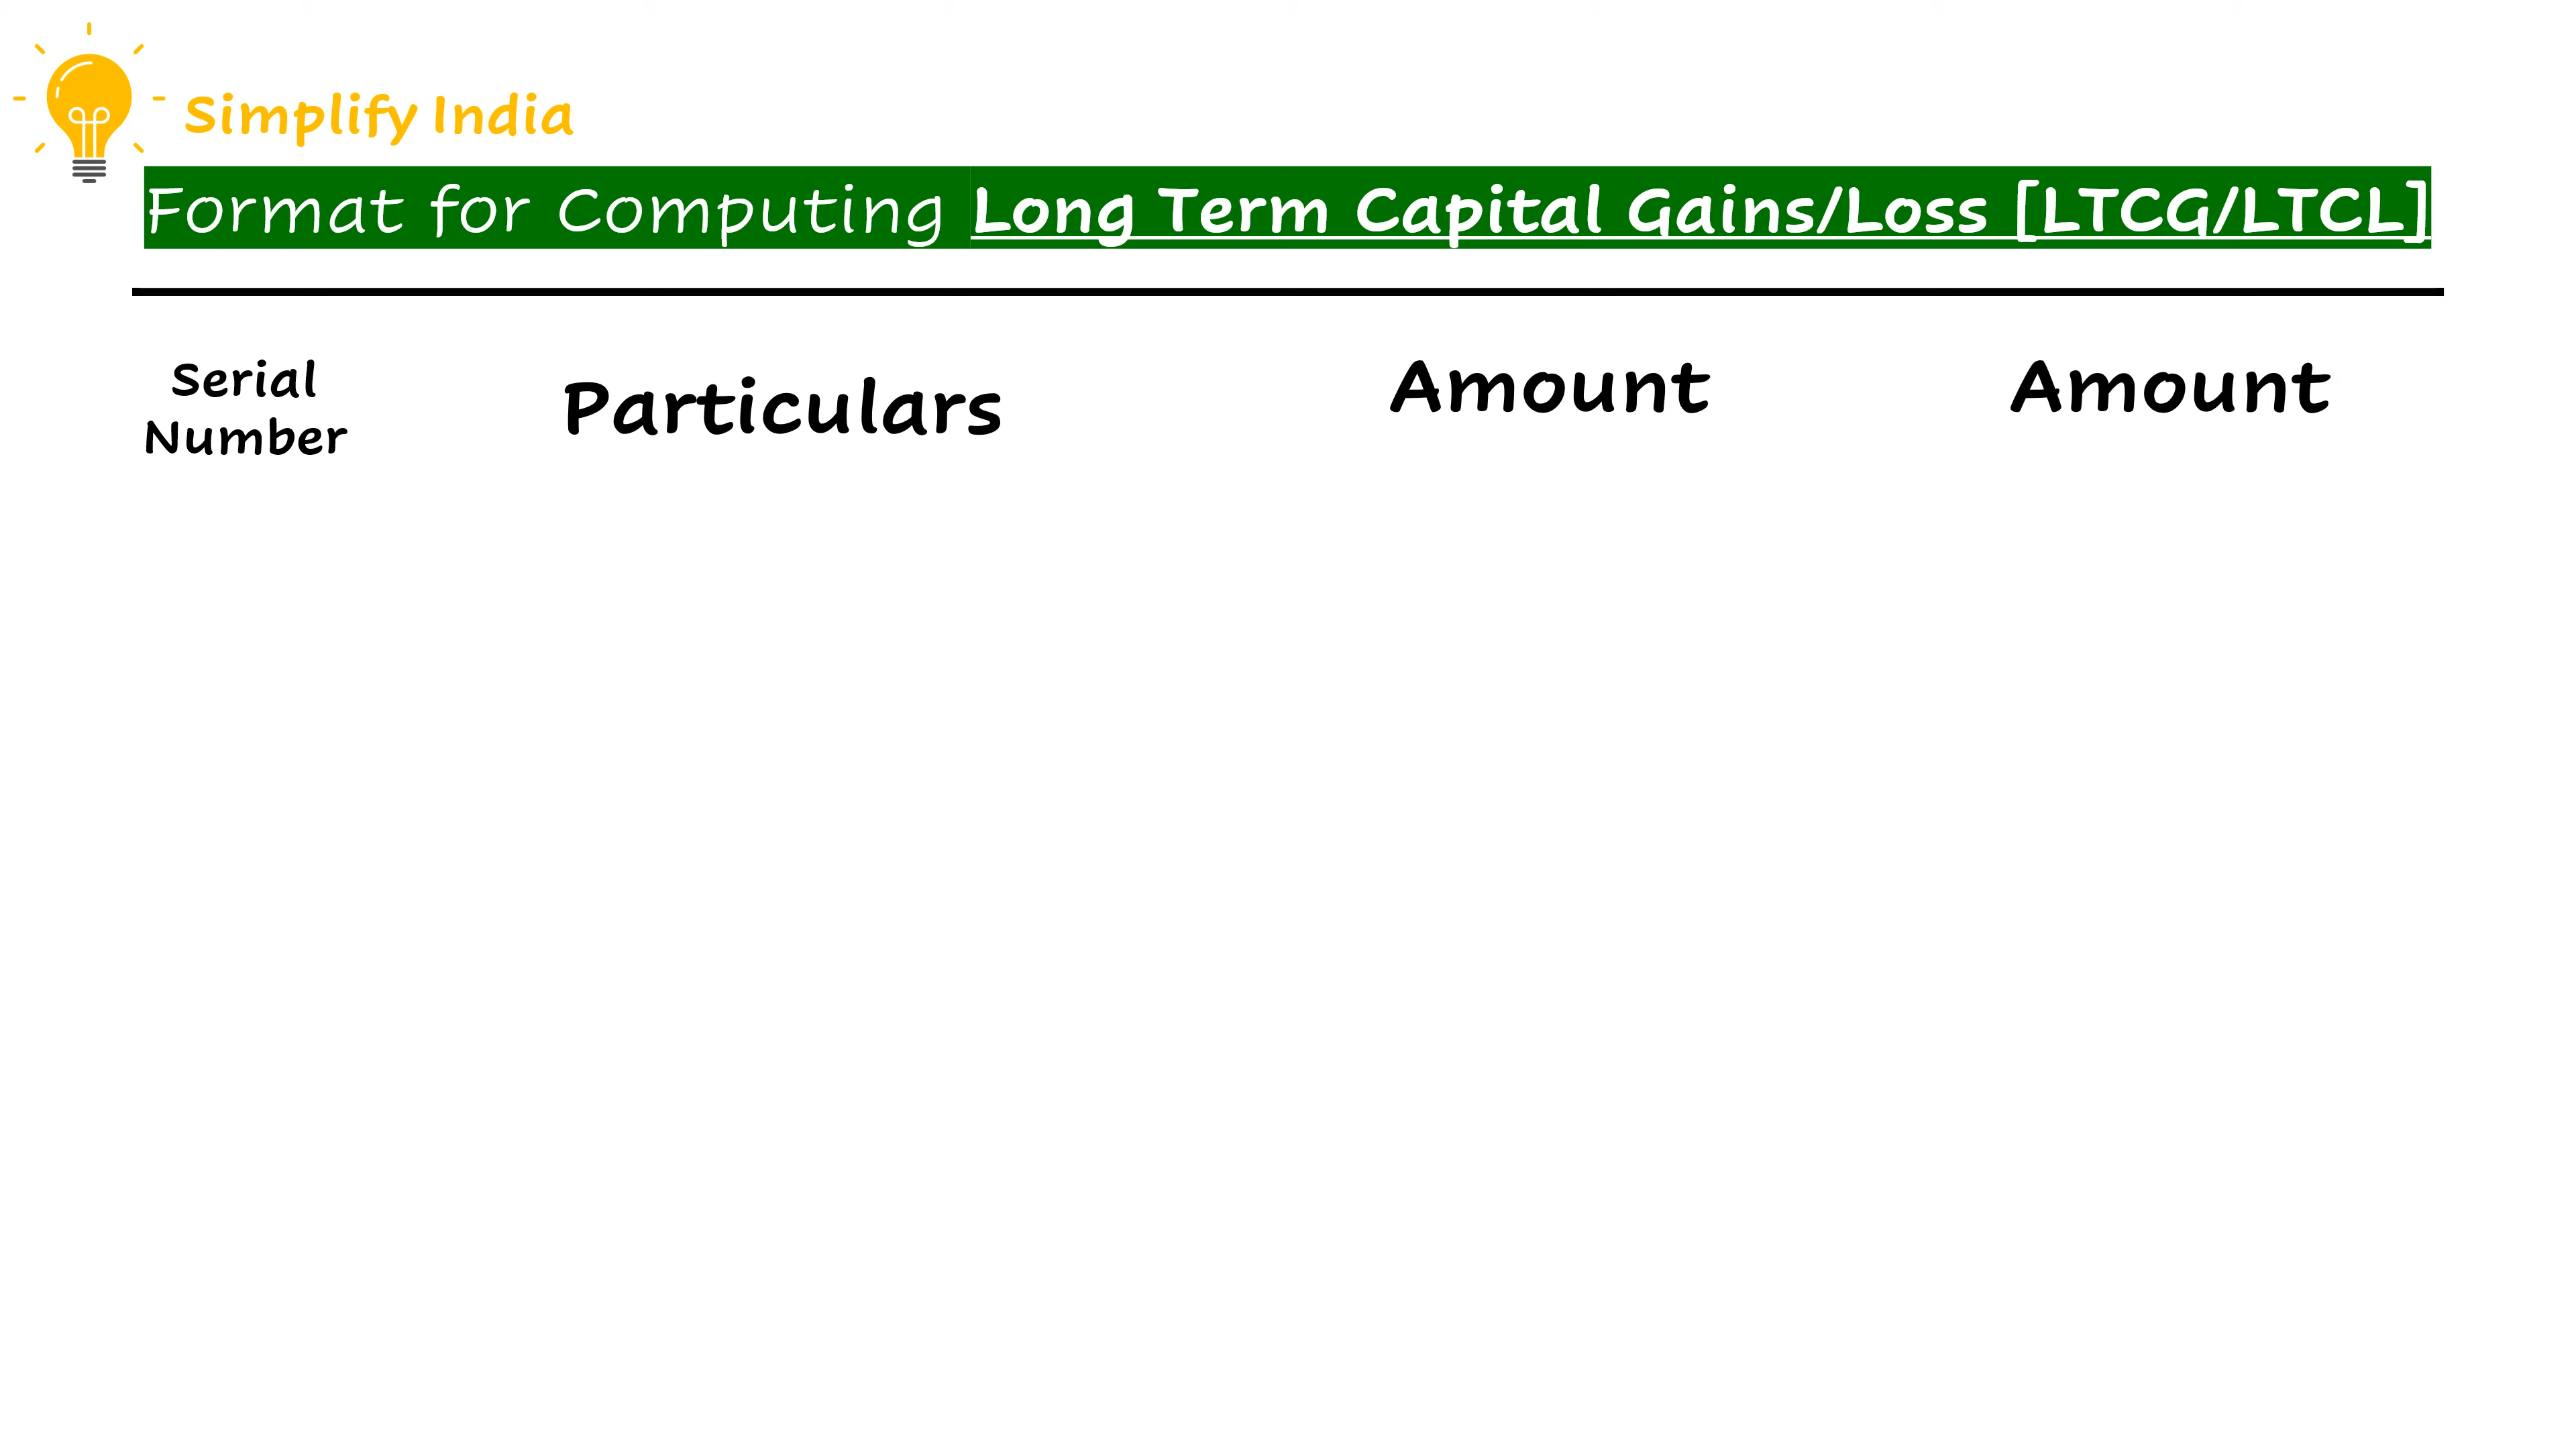 Simplify India
Format for Computing Long Term Capital Gains/Loss [LTCG/LTCL]
Serial
Number
Particulars
Amount
Amount